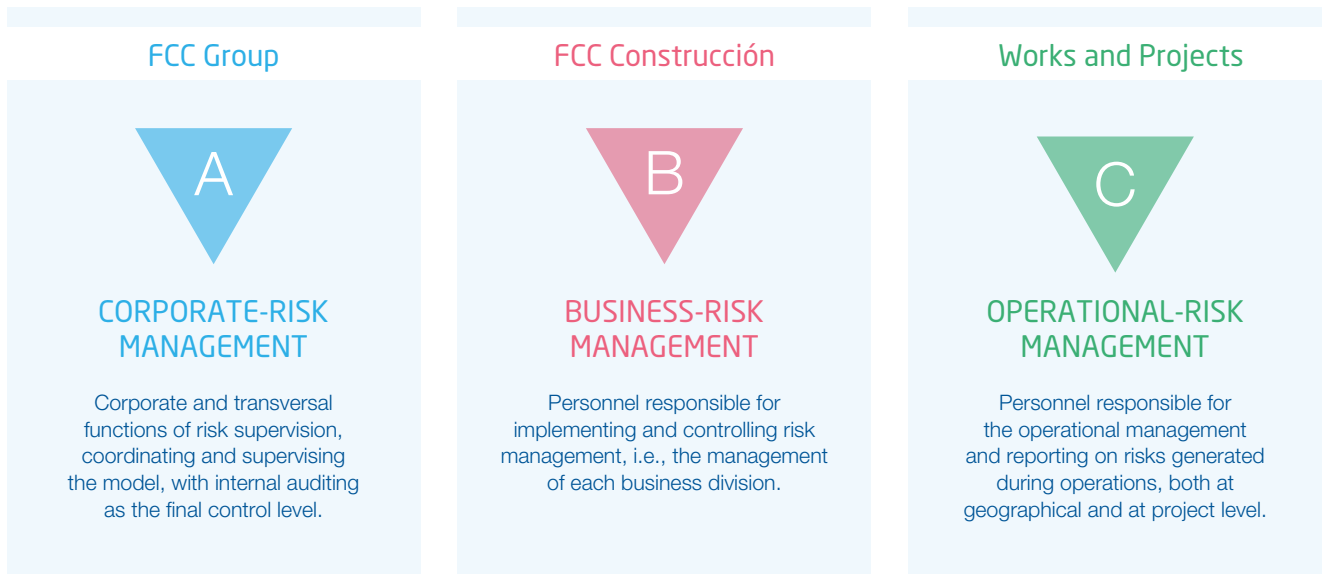 FCC Group
A
CORPORATE-RISK
MANAGEMENT
Corporate and transversal
functions of risk supervision,
coordinating and supervising
the model, with internal auditing
as the final control level.
FCC Construcción
B
BUSINESS-RISK
MANAGEMENT
Personnel responsible for
implementing and controlling risk
management, i.e., the management
of each business division.
Works and Projects
C
OPERATIONAL-RISK
MANAGEMENT
Personnel responsible for
the operational management
and reporting on risks generated
during operations, both at
geographical and at project level.